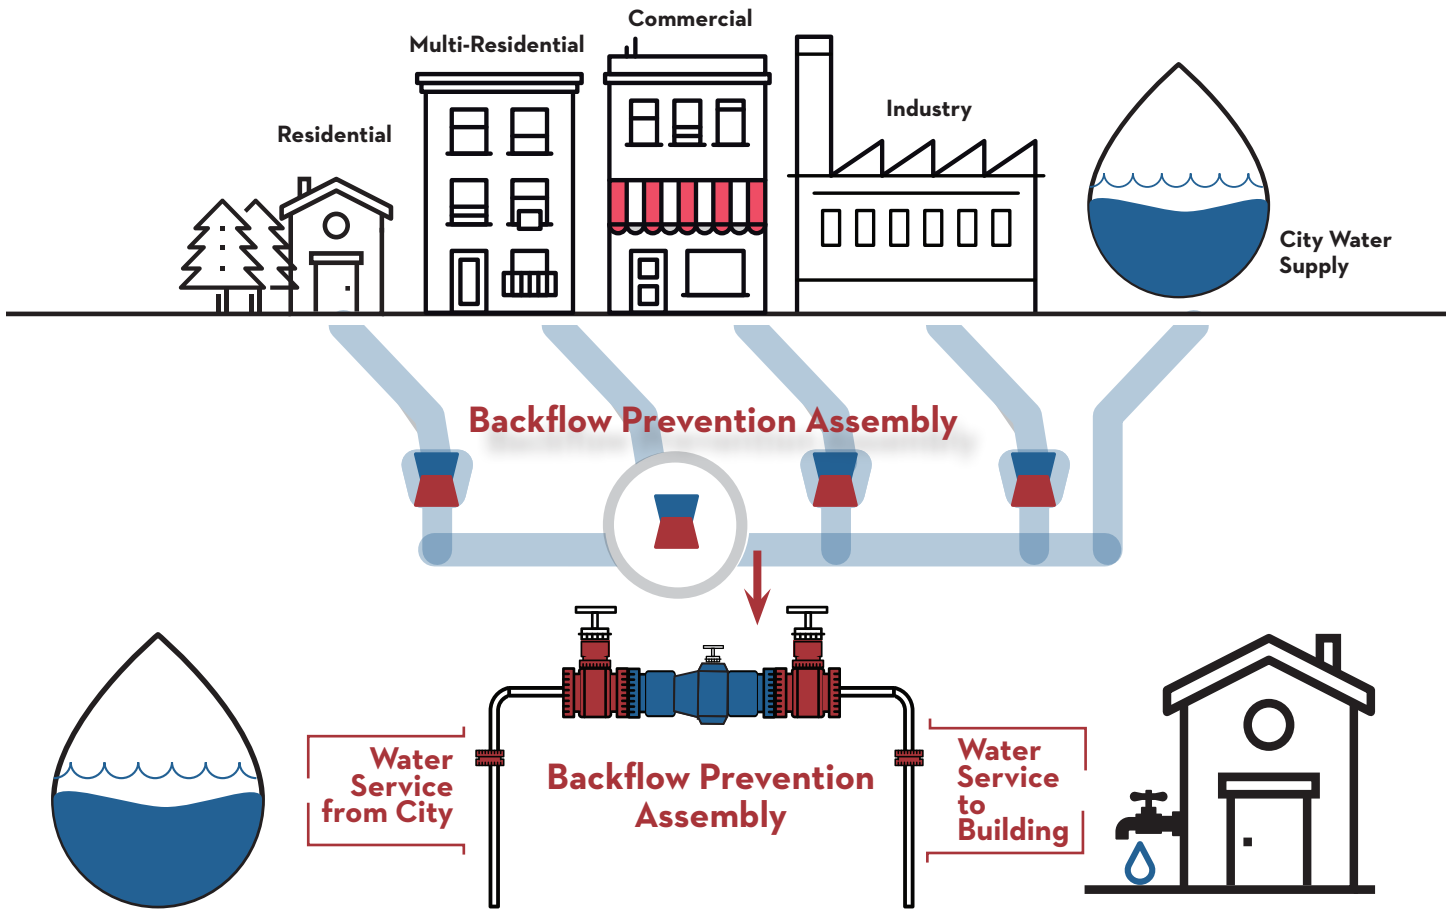 Commercial
Multi-Residential
Industry
Residential
City Water
Supply
Backflow Prevention Assembly
Water
Service
from City
Backflow Prevention
Assembly
Water
Service
to
Building